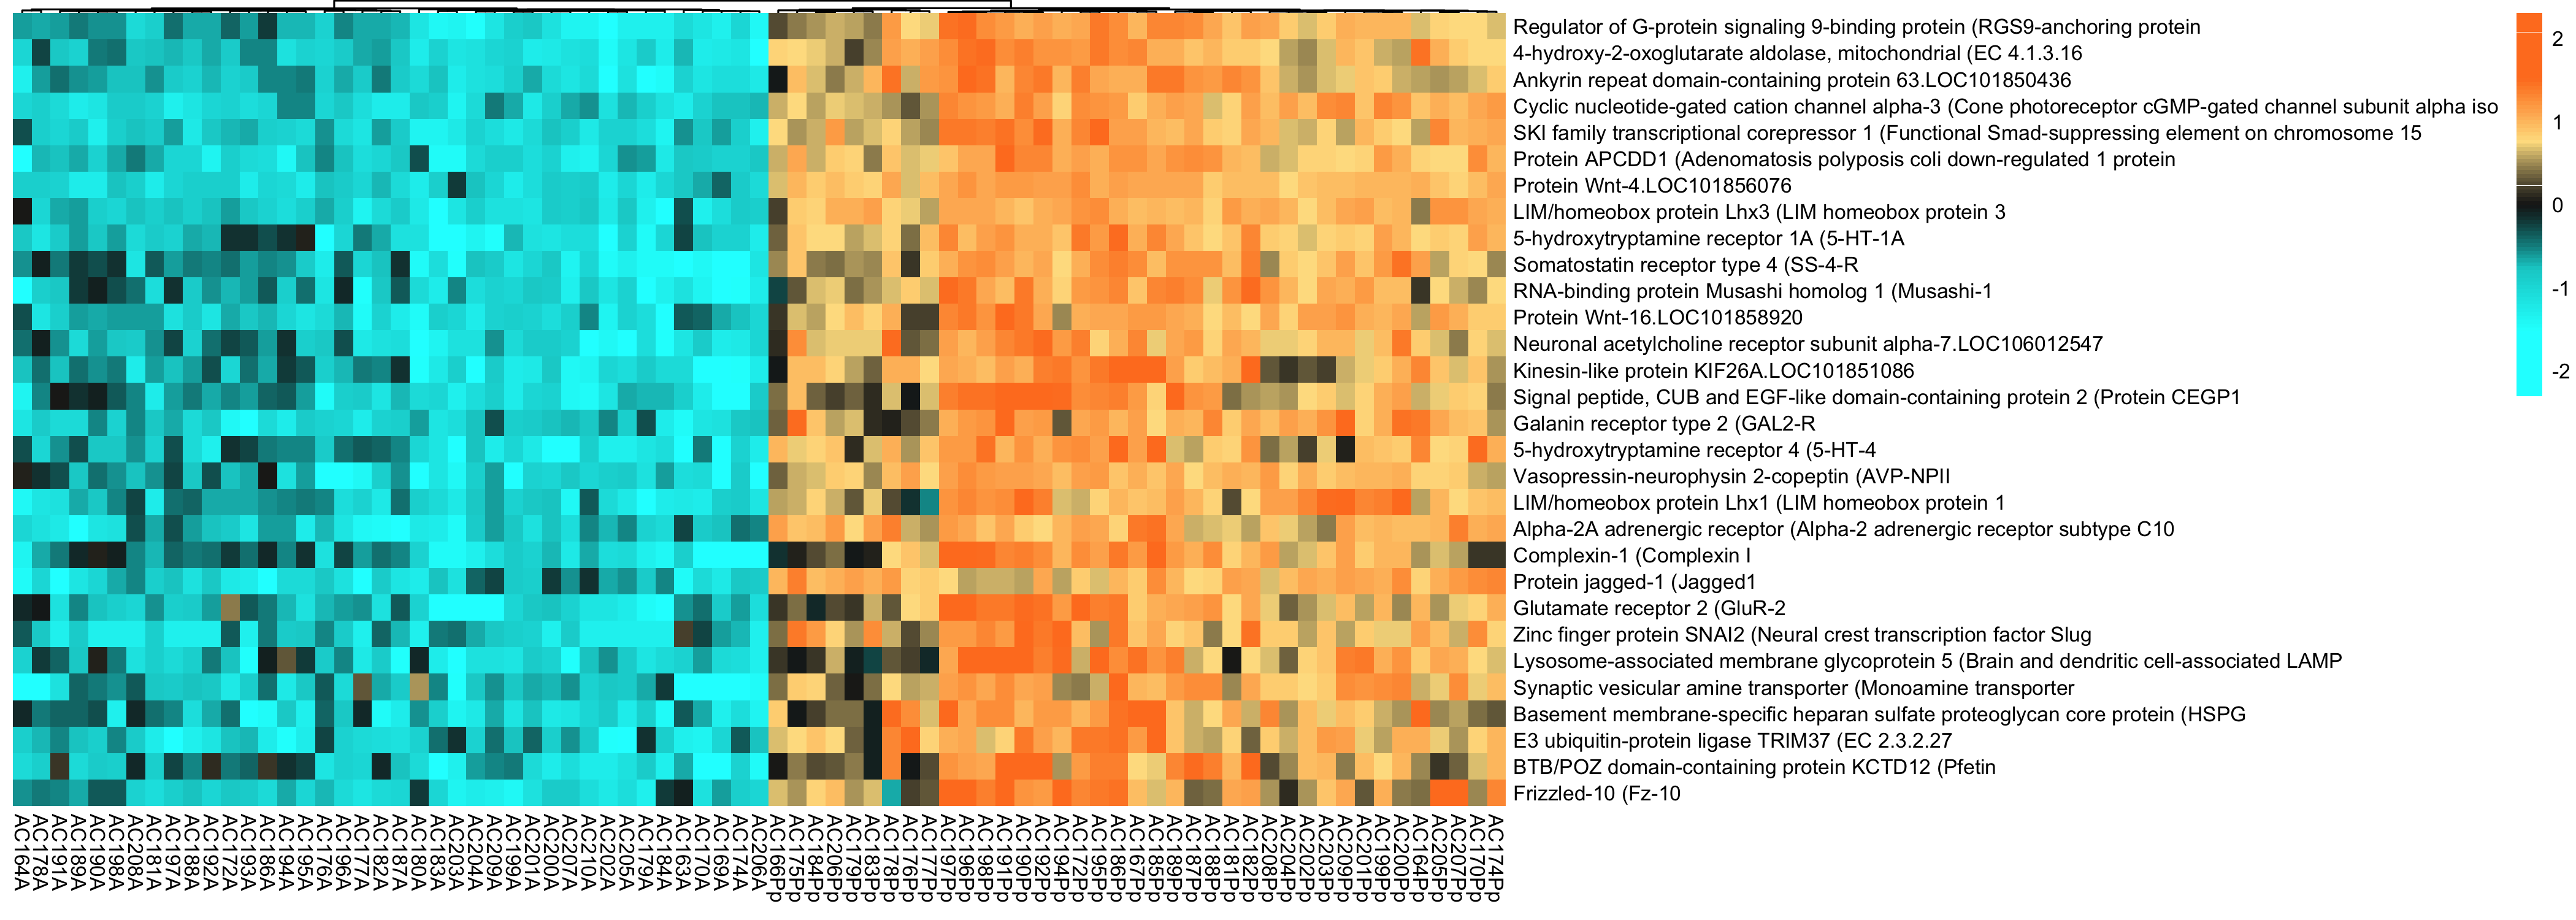 Regulator of G-protein signaling 9-binding protein (RGS9-anchoring protein
4-hydroxy-2-oxoglutarate aldolase, mitochondrial (EC 4.1.3.16
Ankyrin repeat domain-containing protein 63.LOC101850436
Cyclic nucleotide-gated cation channel alpha-3 (Cone photoreceptor cGMP-gated channel subunit alpha iso
SKI family transcriptional corepressor 1 (Functional Smad-suppressing element on chromosome 15
Protein APCDD1 (Adenomatosis polyposis coli down-regulated 1 protein
Protein Wnt-4.LOC101856076
LIM/homeobox protein Lhx3 (LIM homeobox protein 3
5-hydroxytryptamine receptor 1A (5-HT-1A
Somatostatin receptor type 4 (SS-4-R
RNA-binding protein Musashi homolog 1 (Musashi-1
Protein Wnt-16.LOC101858920
Neuronal acetylcholine receptor subunit alpha-7.LOC106012547
Kinesin-like protein KIF26A.LOC101851086
Signal peptide, CUB and EGF-like domain-containing protein 2 (Protein CEGP1
Galanin receptor type 2 (GAL2-R
5-hydroxytryptamine receptor 4 (5-HT-4
Vasopressin-neurophysin 2-copeptin (AVP-NPII
LIM/homeobox protein Lhx1 (LIM homeobox protein 1
Alpha-2A adrenergic receptor (Alpha-2 adrenergic receptor subtype C10
Complexin-1 (Complexin I
Protein jagged-1 (Jagged1
Glutamate receptor 2 (GluR-2
Zinc finger protein SNAI2 (Neural crest transcription factor Slug
Lysosome-associated membrane glycoprotein 5 (Brain and dendritic cell-associated LAMP
Synaptic vesicular amine transporter (Monoamine transporter
Basement membrane-specific heparan sulfate proteoglycan core protein (HSPG
E3 ubiquitin-protein ligase TRIM37 (EC 2.3.2.27
BTB/POZ domain-containing protein KCTD12 (Pfetin
Frizzled-10 (Fz-10
2
1
0
-1
-2
AC164A
AC178A
AC191A
AC189A
AC190A
AC198A
AC208A
AC181A
AC197A
AC188A
AC192A
AC172A
AC193A
AC186A
AC194A
AC195A
AC176A
AC196A
AC177A
AC182A
AC187A
AC180A
AC183A
AC203A
AC204A
AC209A
AC199A
AC201A
AC200A
AC207A
AC210A
AC202A
AC205A
AC179A
AC184A
AC163A
AC170A
AC169A
AC174A
AC206A
AC166Pp
AC175Pp
AC184Pp
AC206Pp
AC179Pp
AC183Pp
AC178Pp
AC176Pp
AC177Pp
AC197Pp
AC196Pp
AC198Pp
AC191Pp
AC190Pp
AC192Pp
AC194Pp
AC172Pp
AC195Pp
AC186Pp
AC167Pp
AC185Pp
AC189Pp
AC187Pp
AC188Pp
AC181Pp
AC182Pp
AC208Pp
AC204Pp
AC202Pp
AC203Pp
AC209Pp
AC201Pp
AC199Pp
AC200Pp
AC164Pp
AC205Pp
AC207Pp
AC170Pp
AC174Pp